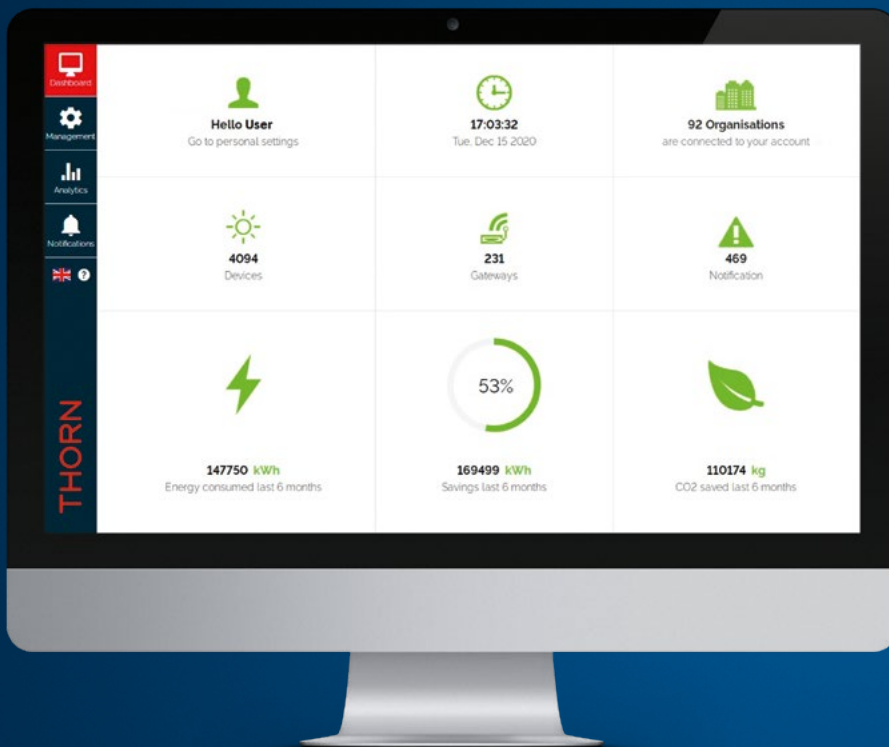 Dashboard
Management
Analytics
Notifications
?
THORN
Hello User
Go to personal settings
17:03:32
Tue, Dec 15 2020
92 Organisations
are connected to your account
4094
Devices
231
Gateways
469
Notification
147750 kWh
Energy consumed last 6 months
53%
169499 kWh
Savings last 6 months
110174 kg
CO2 saved last 6 months